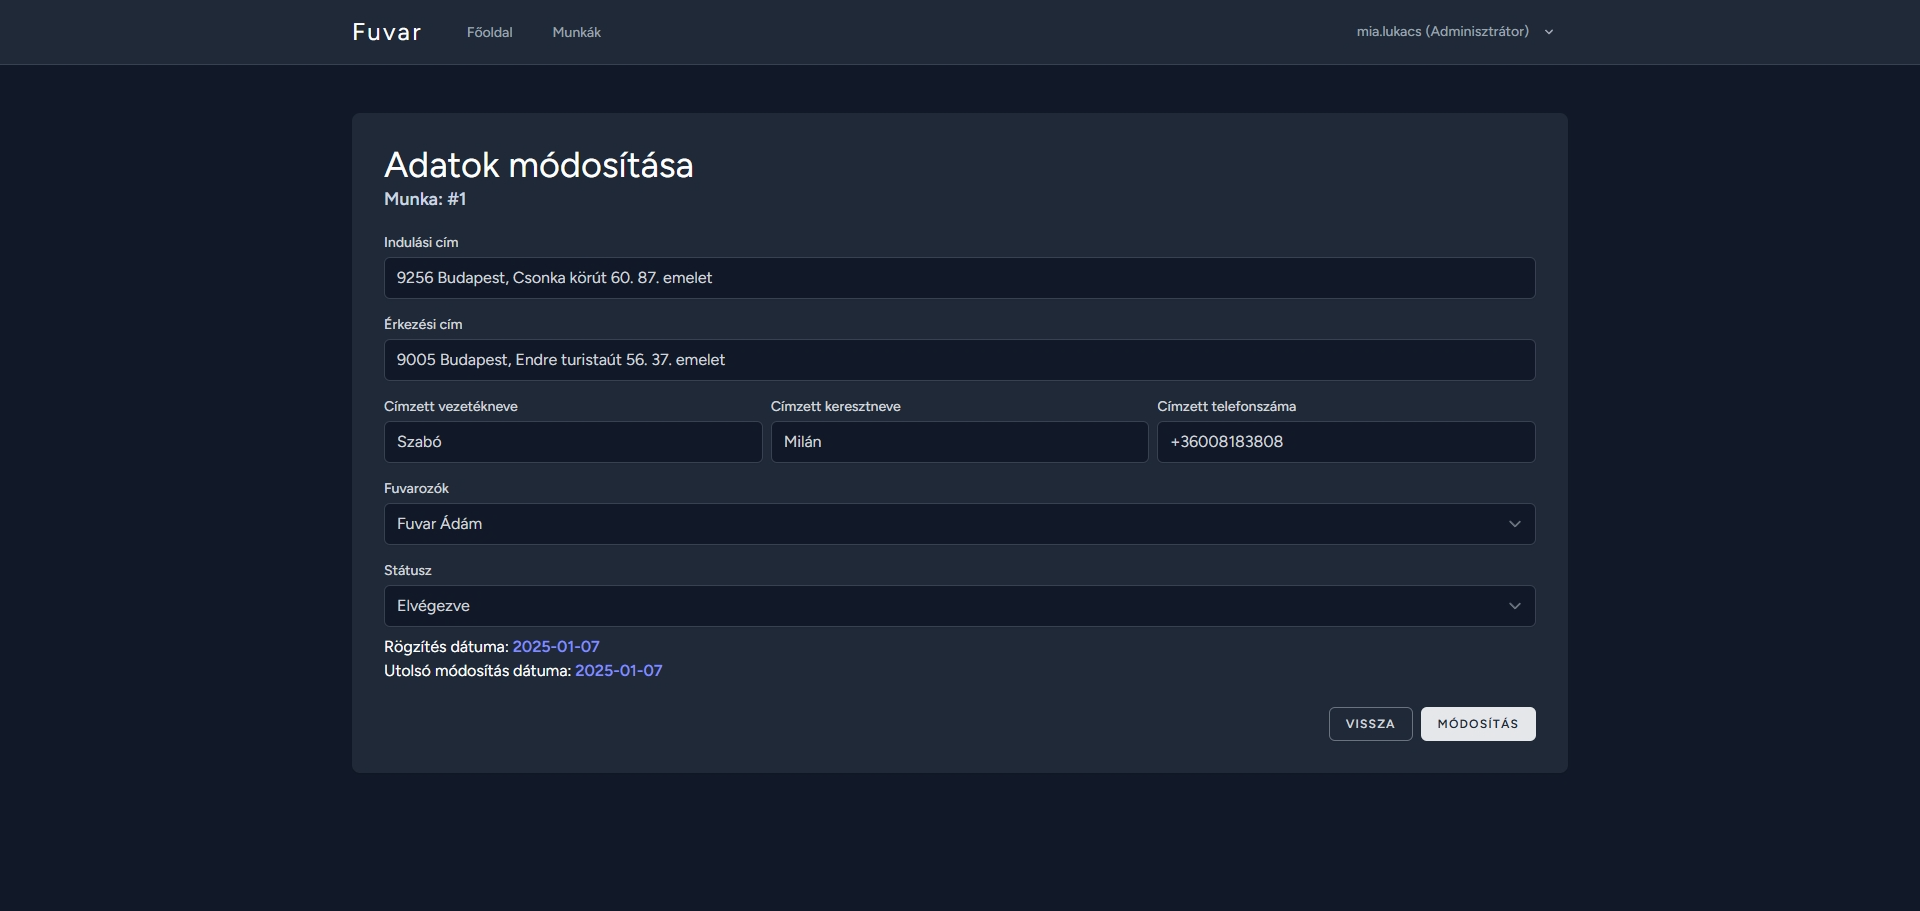 Fuvar Főoldal Munkák mia.lukacs (Adminisztrátor)
Adatok módosítása
Munka: #1
Indulási cím
9256 Budapest, Csonka körút 60. 87. emelet
Érkezési cím
9005 Budapest, Endre turistaút 56. 37. emelet
Címzett vezetékneve Címzett keresztneve Címzett telefonszáma
Szabó Milán +36008183808
Fuvarozók
Fuvar Ádám
Státusz
Elvégezve
Rögzítés dátuma: 2025-01-07
Utolsó módosítás dátuma: 2025-01-07
VISSZA MÓDOSÍTÁS